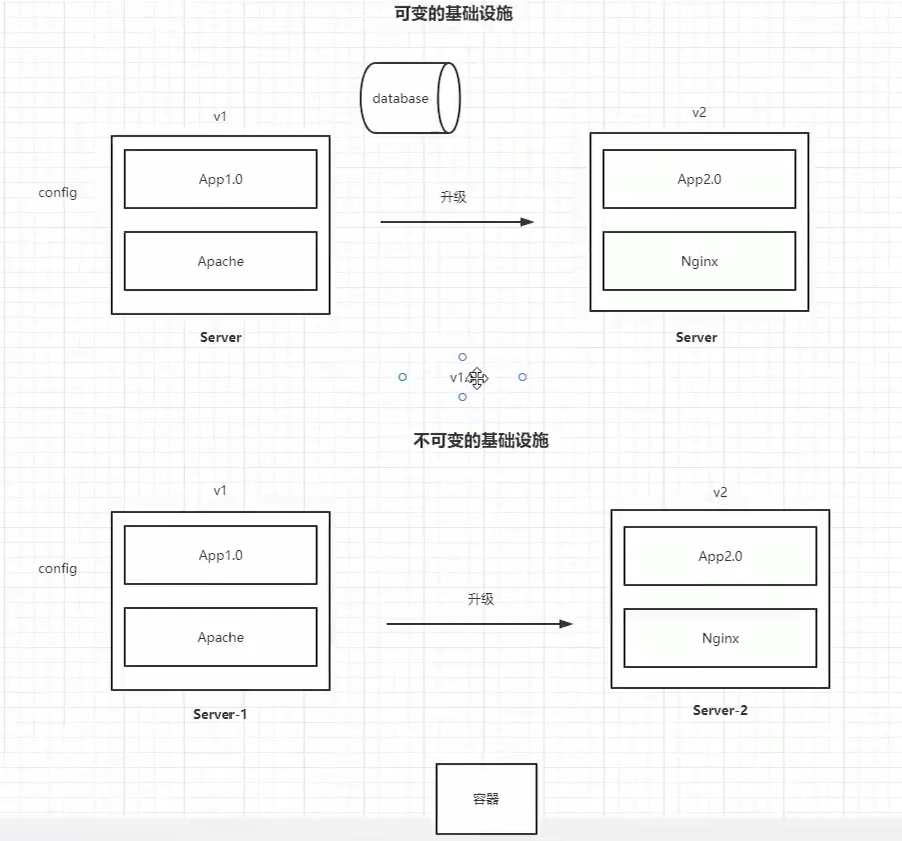 可变的基础设施
database
v1
v2
config
App1.0
升级
App2.0
Apache
Nginx
Server
Server
v1
不可变的基础设施
v1
v2
config
App1.0
App2.0
升级
Apache
Nginx
Server-1
Server-2
容器